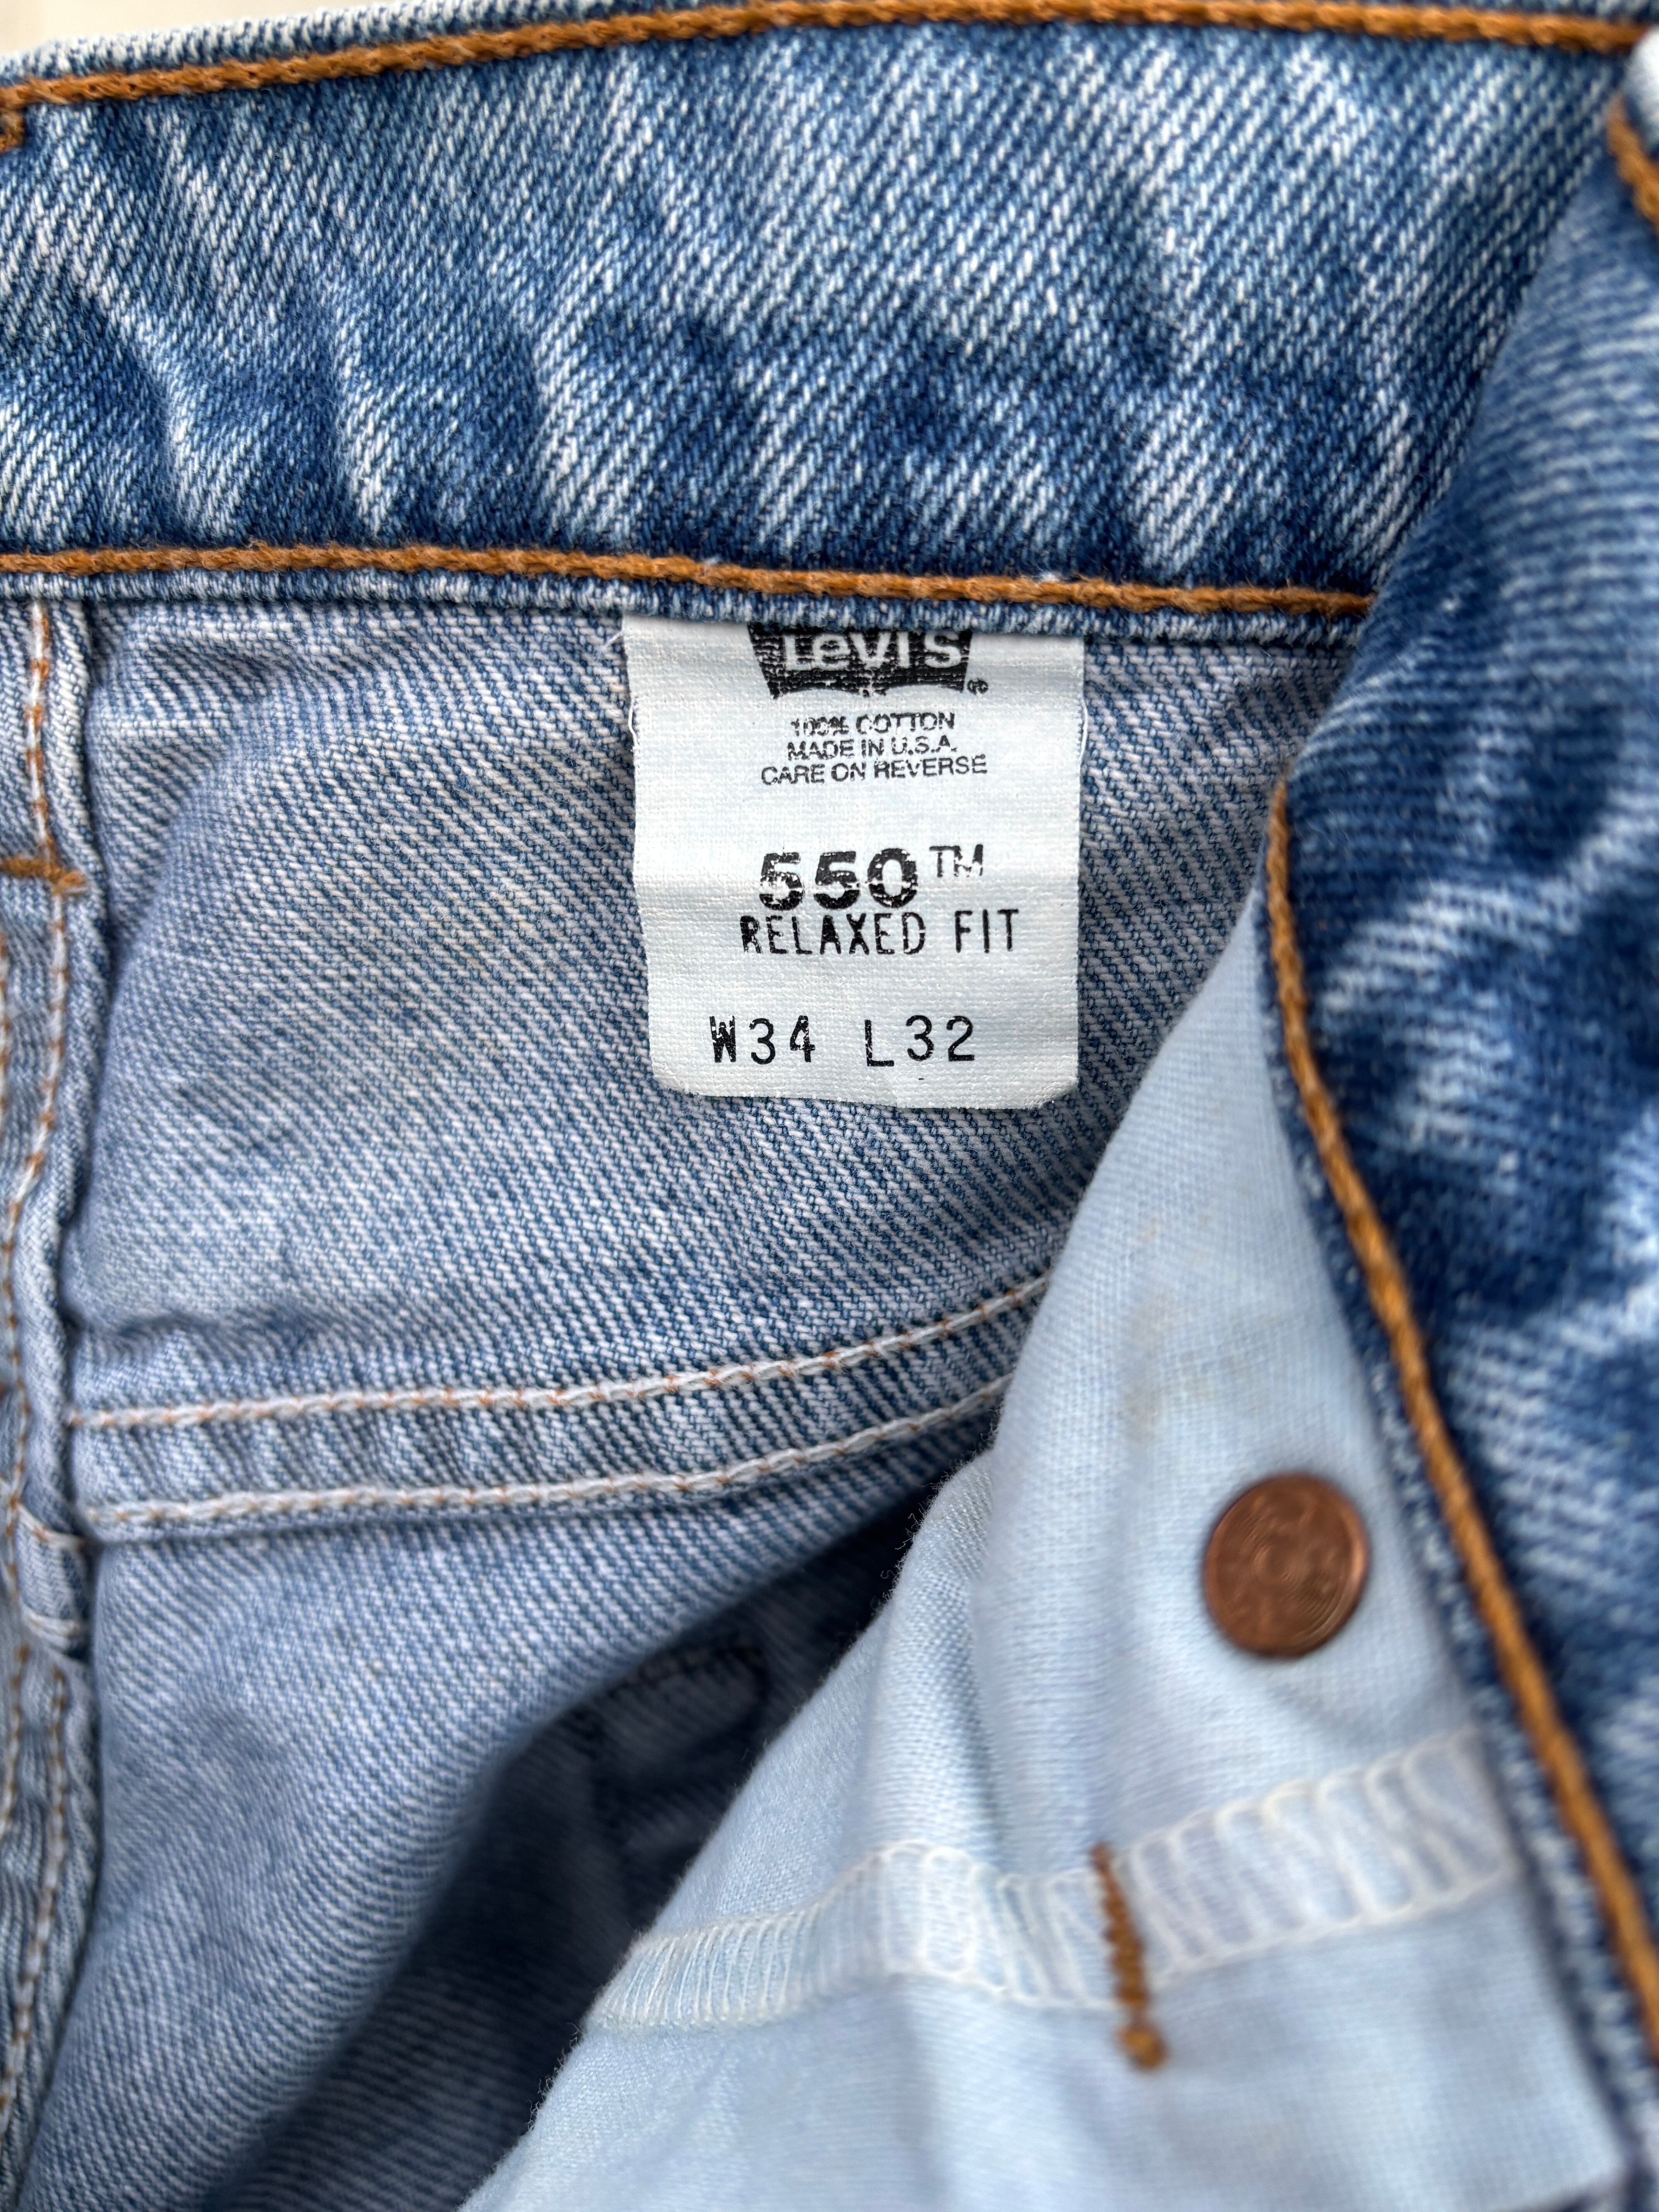 Levi's®
100% COTTON
MADE IN U.S.A.
CARE ON REVERSE
550™
RELAXED FIT
W34 L32